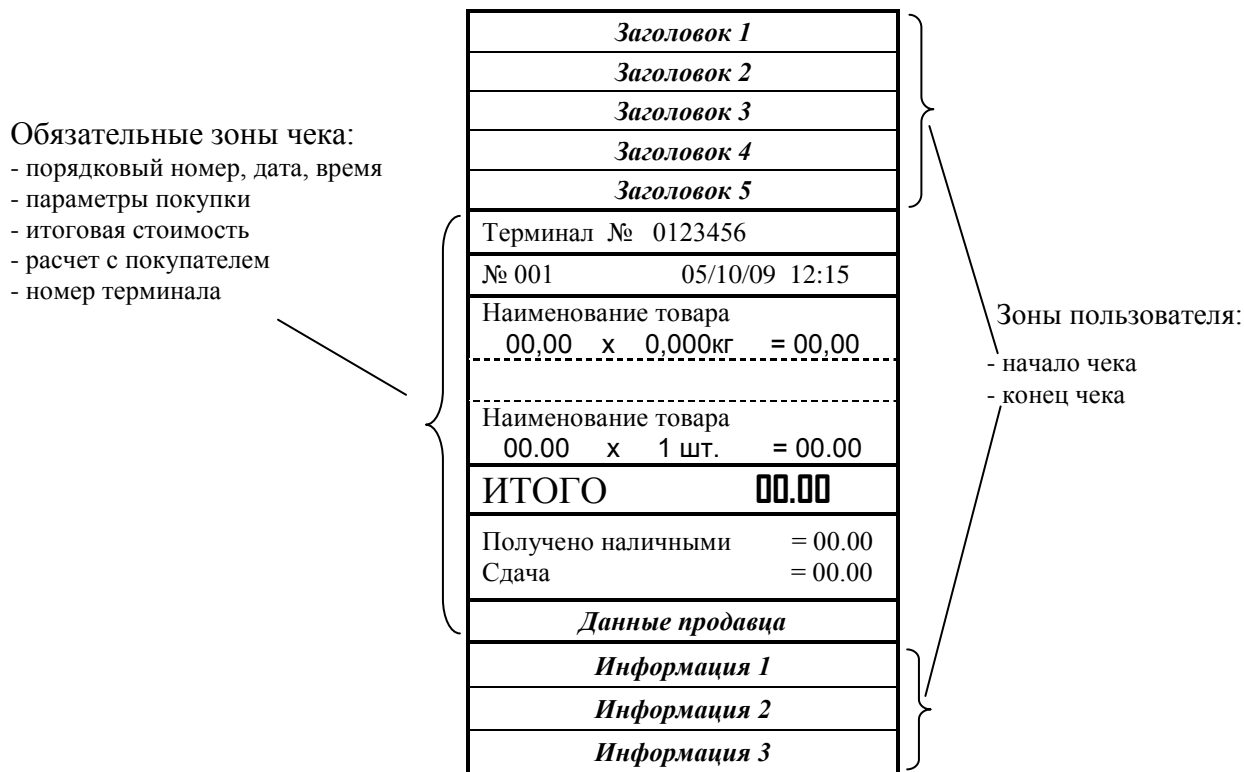 Обязательные зоны чека:
- порядковый номер, дата, время
- параметры покупки
- итоговая стоимость
- расчет с покупателем
- номер терминала
Заголовок 1
Заголовок 2
Заголовок 3
Заголовок 4
Заголовок 5
Терминал № 0123456
№ 001 05/10/09 12:15
Наименование товара
00,00 х 0,000кг = 00,00
Наименование товара
00.00 х 1 шт. = 00.00
ИТОГО 00.00
Получено наличными = 00.00
Сдача = 00.00
Данные продавца
Информация 1
Информация 2
Информация 3
Зоны пользователя:
- начало чека
- конец чека